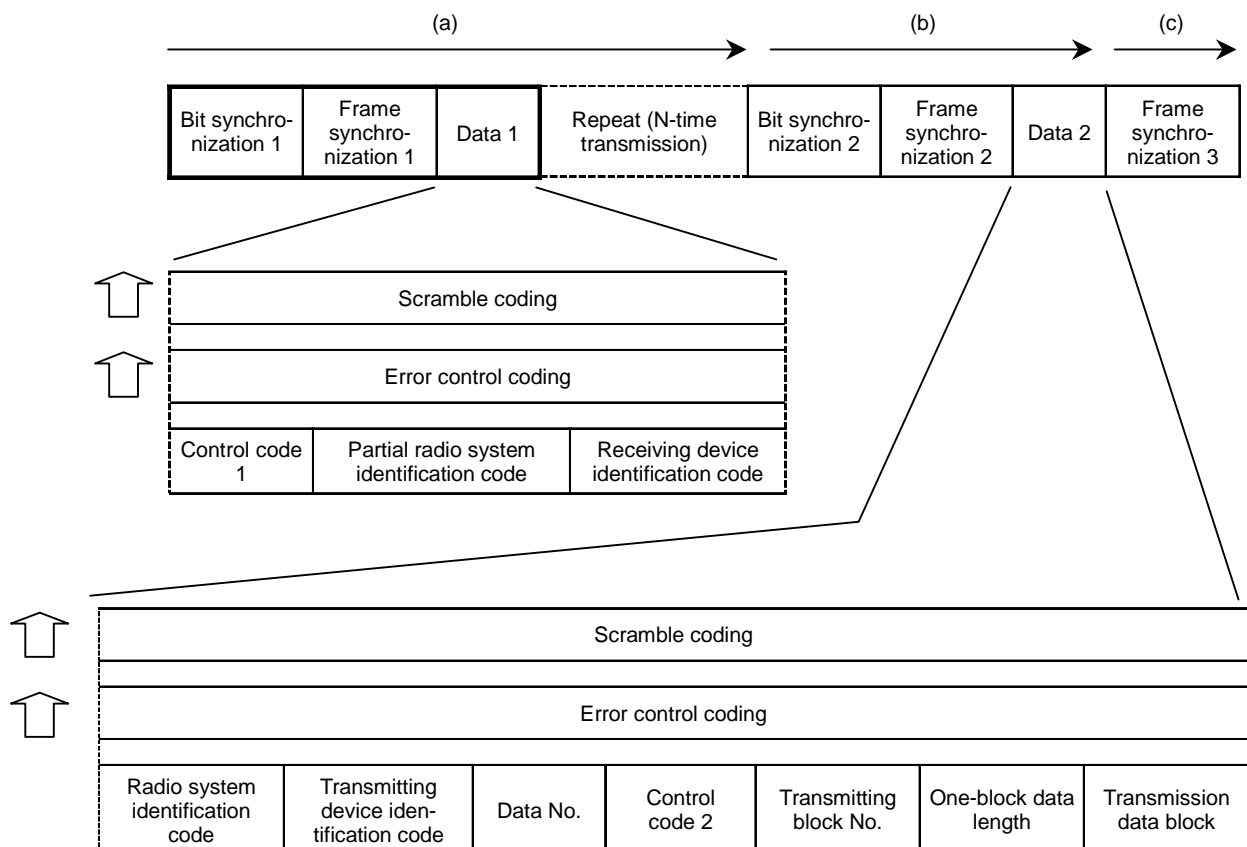 (a)
(b)
(c)
Bit synchro-
nization 1
Frame
synchro-
nization 1
Data 1
Repeat (N-time
transmission)
Bit synchro-
nization 2
Frame
synchro-
nization 2
Data 2
Frame
synchro-
nization 3
Scramble coding
Error control coding
Control code
1
Partial radio system
identification code
Receiving device
identification code
Scramble coding
Error control coding
Radio system
identification
code
Transmitting
device iden-
tification code
Data No.
Control
code 2
Transmitting
block No.
One-block data
length
Transmission
data block